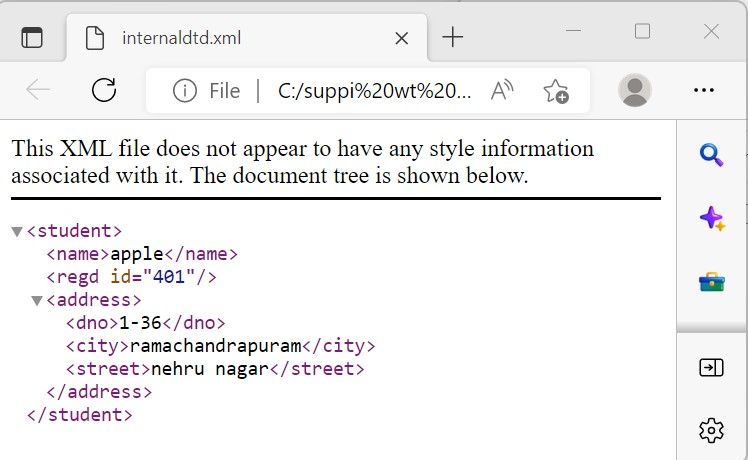 internaldtd.xml
File | C:/suppi%20wt%20...
This XML file does not appear to have any style information
associated with it. The document tree is shown below.
▼<student>
<name>apple</name>
<regd id="401"/>
▼<address>
<dno>1-36</dno>
<city>ramachandrapuram</city>
<street>nehru nagar</street>
</address>
</student>